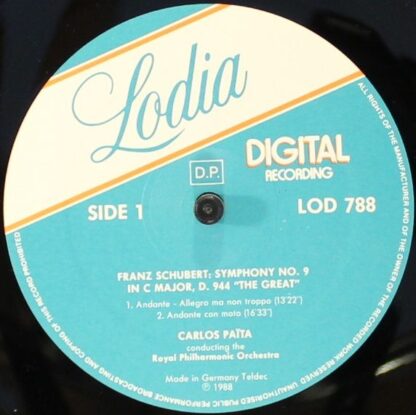 Lodia
DIGITAL
RECORDING
D.P.
SIDE 1
LOD 788
FRANZ SCHUBERT; SYMPHONY NO. 9
IN C MAJOR, D. 944 "THE GREAT"
1. Andante - Allegro ma non troppo (13'22")
2. Andante con moto (16'33")
CARLOS PAÏTA
conducting the
Royal Philharmonic Orchestra
Made in Germany Teldec
℗ 1988
ALL RIGHTS OF THE MANUFACTURER AND OF THE OWNER OF THE RECORDED WORK RESERVED. UNAUTHORISED PUBLIC PERFORMANCE BROADCASTING AND COPYING OF THIS RECORD PROHIBITED